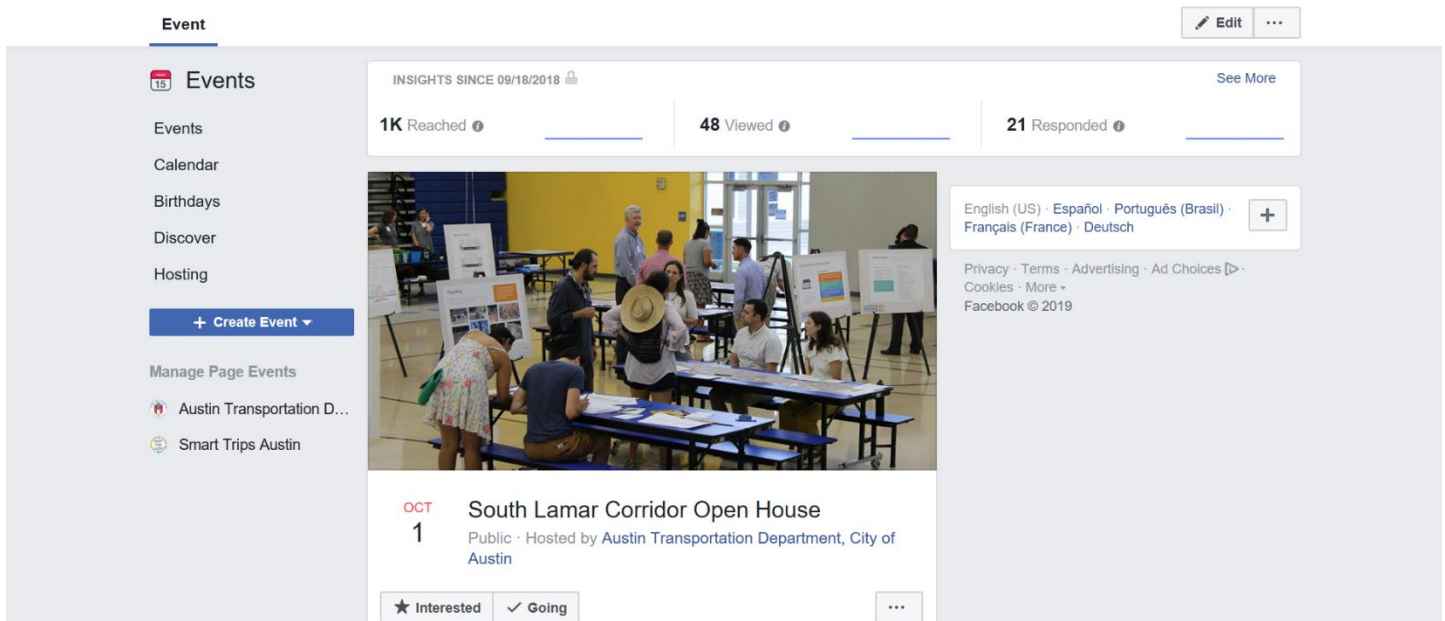 Event
Edit
...
15
Events
INSIGHTS SINCE 09/18/2018
See More
1K Reached
48 Viewed
21 Responded
Events
Calendar
Birthdays
Discover
Hosting
+ Create Event
Manage Page Events
Austin Transportation D...
Smart Trips Austin
English (US) · Español · Português (Brasil) ·
Français (France) · Deutsch
+
Privacy · Terms · Advertising · Ad Choices ·
Cookies · More
Facebook © 2019
OCT
1
South Lamar Corridor Open House
Public · Hosted by Austin Transportation Department, City of
Austin
Interested
Going
...